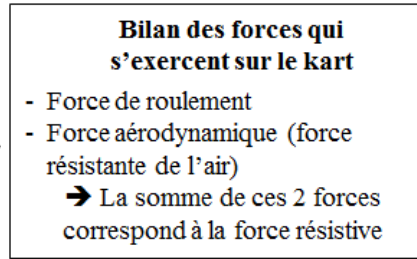 Bilan des forces qui
s'exercent sur le kart
- Force de roulement
- Force aérodynamique (force
résistante de l'air)
➔ La somme de ces 2 forces
correspond à la force résistive